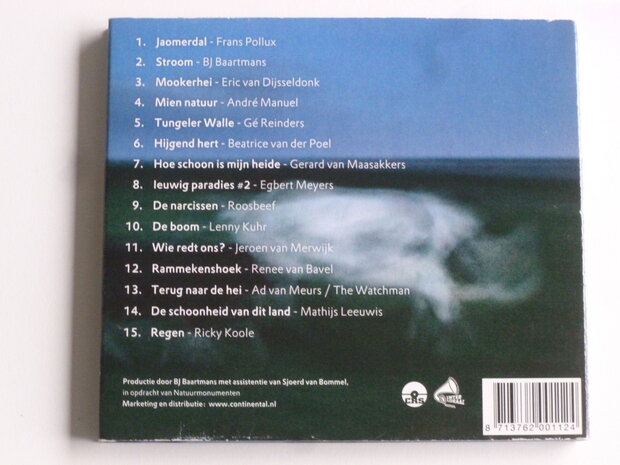 1. Jaomerdal - Frans Pollux
2. Stroom - BJ Baartmans
3. Mookerhei - Eric van Dijsseldonk
4. Mien natuur - André Manuel
5. Tungeler Walle - Gé Reinders
6. Hijgend hert - Beatrice van der Poel
7. Hoe schoon is mijn heide - Gerard van Maasakkers
8. Ieuwig paradies #2 - Egbert Meyers
9. De narcissen - Roosbeef
10. De boom - Lenny Kuhr
11. Wie redt ons? - Jeroen van Merwijk
12. Rammekenshoek - Renee van Bavel
13. Terug naar de hei - Ad van Meurs / The Watchman
14. De schoonheid van dit land - Mathijs Leeuwis
15. Regen - Ricky Koole
Productie door BJ Baartmans met assistentie van Sjoerd van Bommel,
in opdracht van Natuurmonumenten
Marketing en distributie: www.continental.nl
CRS
8 713762 001124